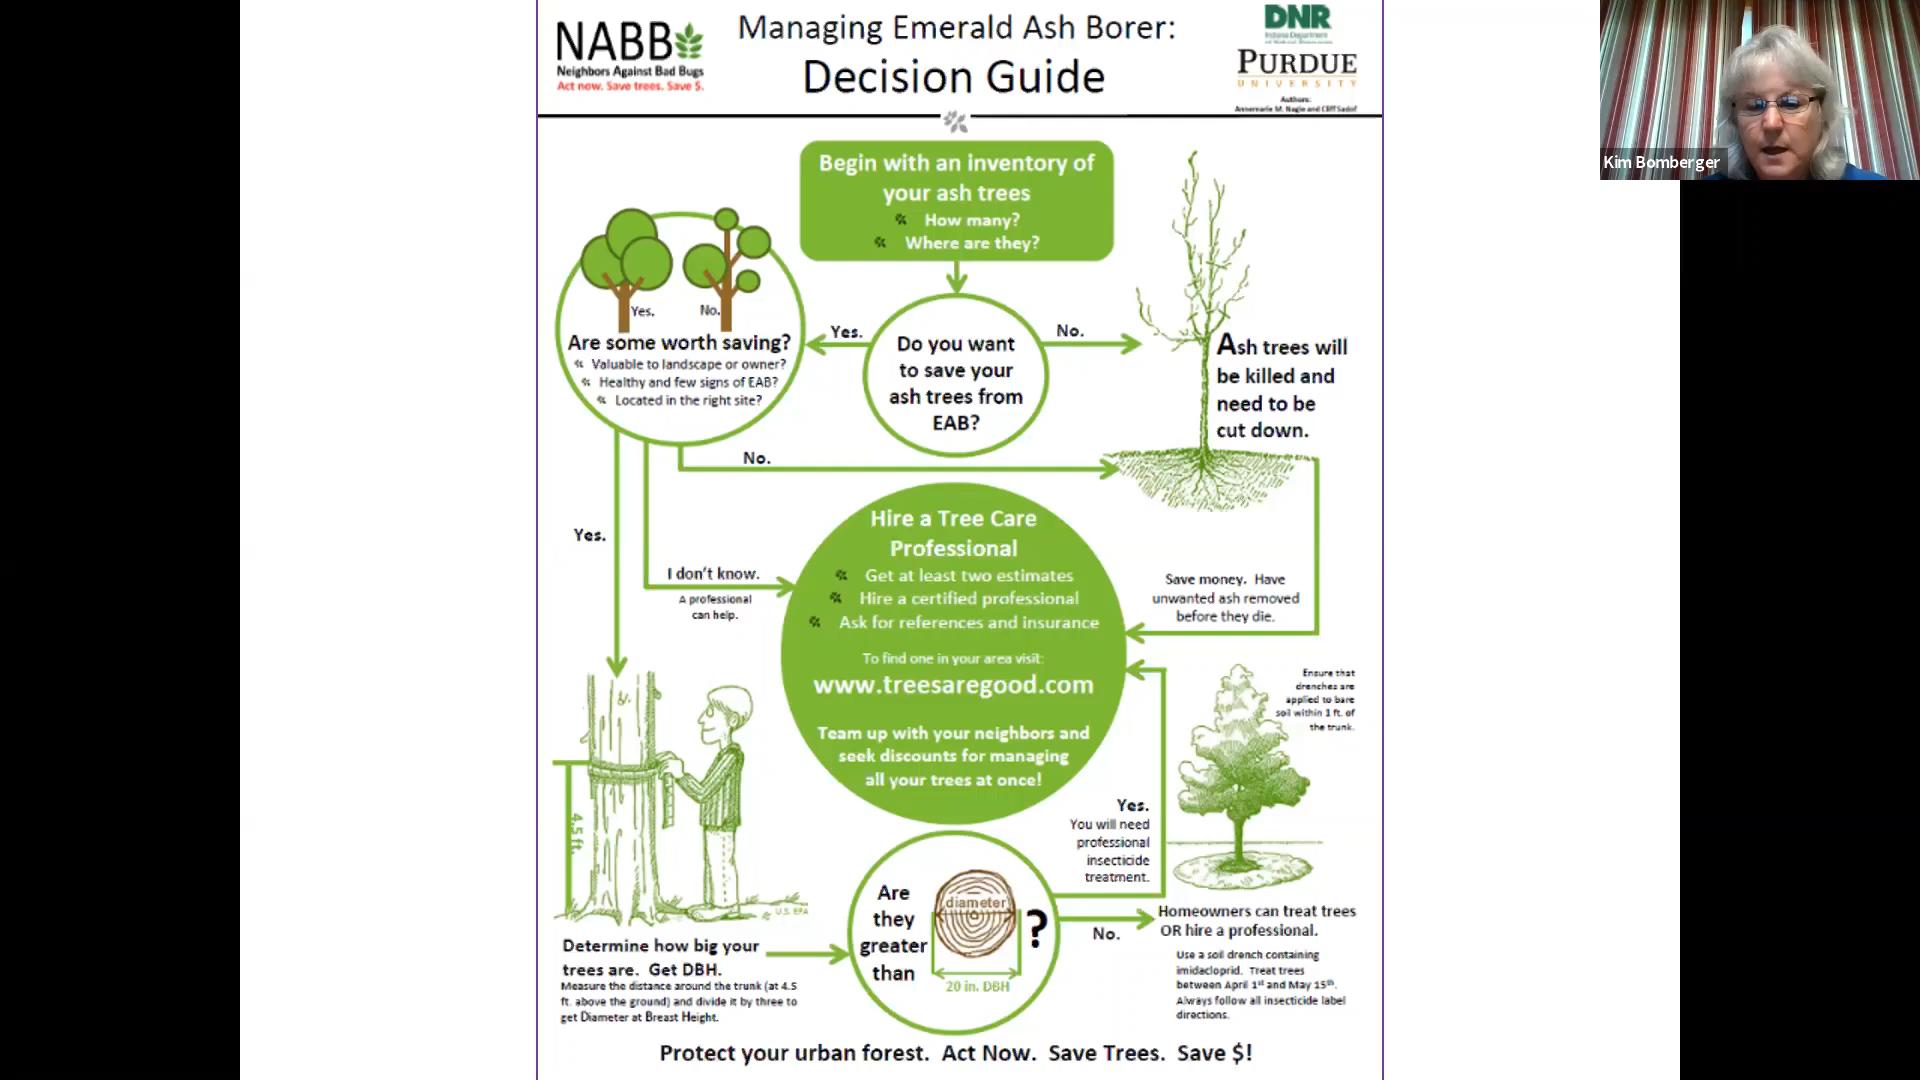 NABB
Neighbors Against Bad Bugs
Act now. Save trees. Save $.
Managing Emerald Ash Borer:
Decision Guide
DNR
Indiana Department
of Natural Resources
PURDUE
UNIVERSITY
Authors:
Annemarie M. Nagle and Cliff Sadof
Kim Bomberger
Begin with an inventory of
your ash trees
How many?
Where are they?
Yes.
No.
Are some worth saving?
Valuable to landscape or owner?
Healthy and few signs of EAB?
Located in the right site?
Yes.
Do you want
to save your
ash trees from
EAB?
No.
Ash trees will
be killed and
need to be
cut down.
No.
Yes.
I don't know.
A professional
can help.
Hire a Tree Care
Professional
Get at least two estimates
Hire a certified professional
Ask for references and insurance
To find one in your area visit:
www.treesaregood.com
Team up with your neighbors and
seek discounts for managing
all your trees at once!
Save money. Have
unwanted ash removed
before they die.
Ensure that
drenches are
applied to bare
soil within 1 ft. of
the trunk.
4.5 ft.
U.S. EPA
Determine how big your
trees are. Get DBH.
Measure the distance around the trunk (at 4.5
ft. above the ground) and divide it by three to
get Diameter at Breast Height.
Are
they
greater
than
diameter
20 in. DBH
?
Yes.
You will need
professional
insecticide
treatment.
No.
Homeowners can treat trees
OR hire a professional.
Use a soil drench containing
imidacloprid. Treat trees
between April 1st and May 15th.
Always follow all insecticide label
directions.
Protect your urban forest. Act Now. Save Trees. Save $!